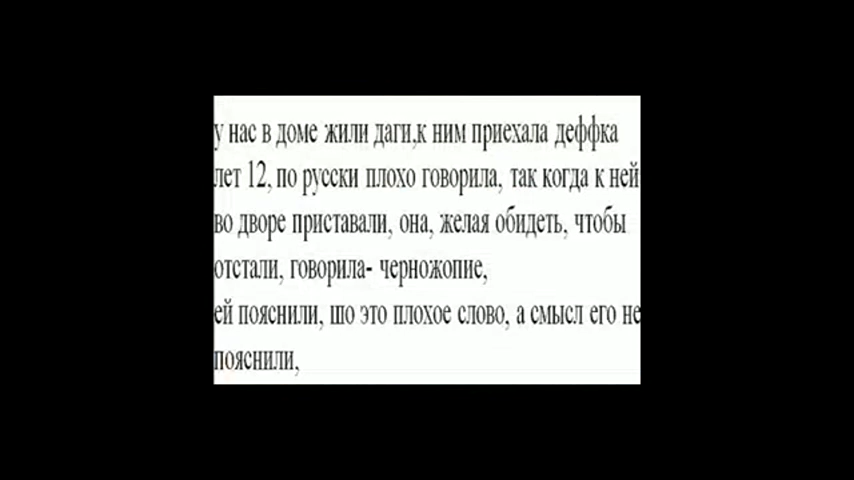 у нас в доме жили даги,к ним приехала деффка
лет 12, по русски плохо говорила, так когда к ней
во дворе приставали, она, желая обидеть, чтобы
отстали, говорила- черножопие,
ей пояснили, шо это плохое слово, а смысл его не
пояснили,